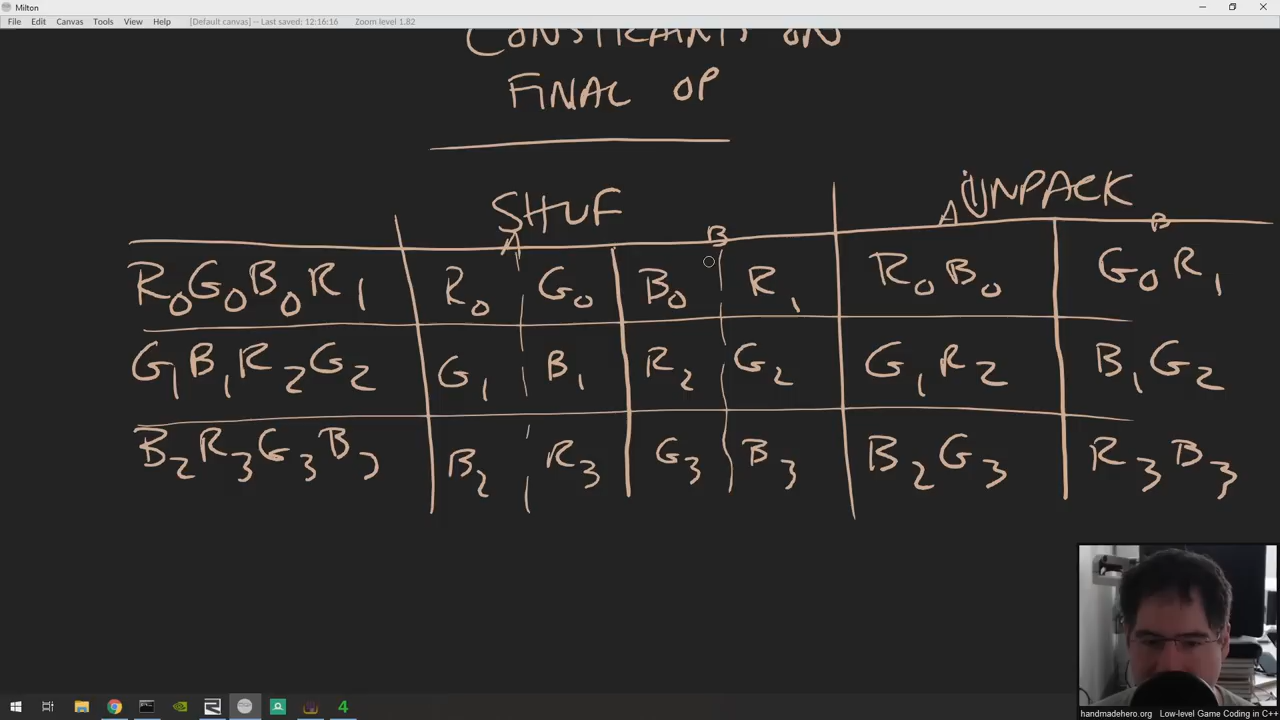 Milton
File Edit Canvas Tools View Help [Default canvas] -- Last saved: 12:16:16 Zoom level 1.82
CONSTRAINTS ON
FINAL OP
SHUF UNPACK
A B A B
R0G0B0R1 R0 G0 B0 R1 R0B0 G0R1
G1B1R2G2 G1 B1 R2 G2 G1R2 B1G2
B2R3G3B3 B2 R3 G3 B3 B2G3 R3B3
4
handmadehero.org Low-level Game Coding in C++